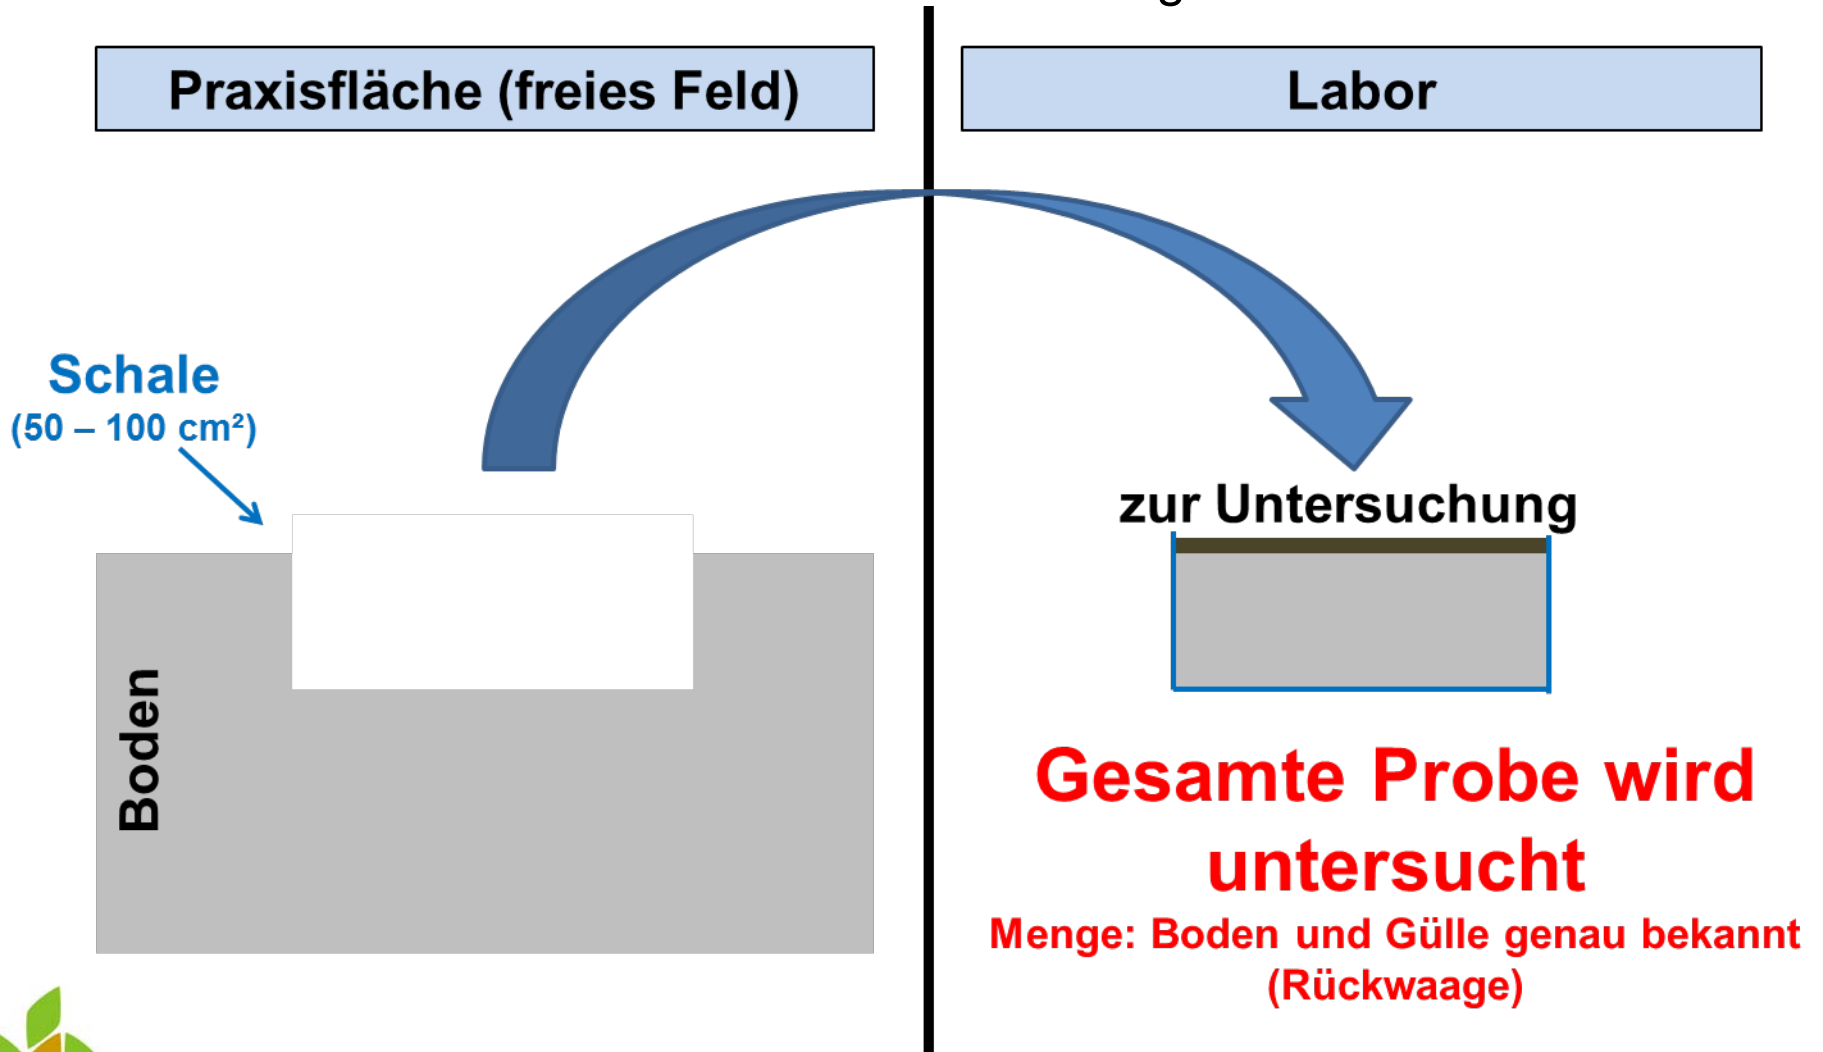 Praxisfläche (freies Feld)
Labor
Schale
(50 – 100 cm²)
zur Untersuchung
Boden
Gesamte Probe wird
untersucht
Menge: Boden und Gülle genau bekannt
(Rückwaage)